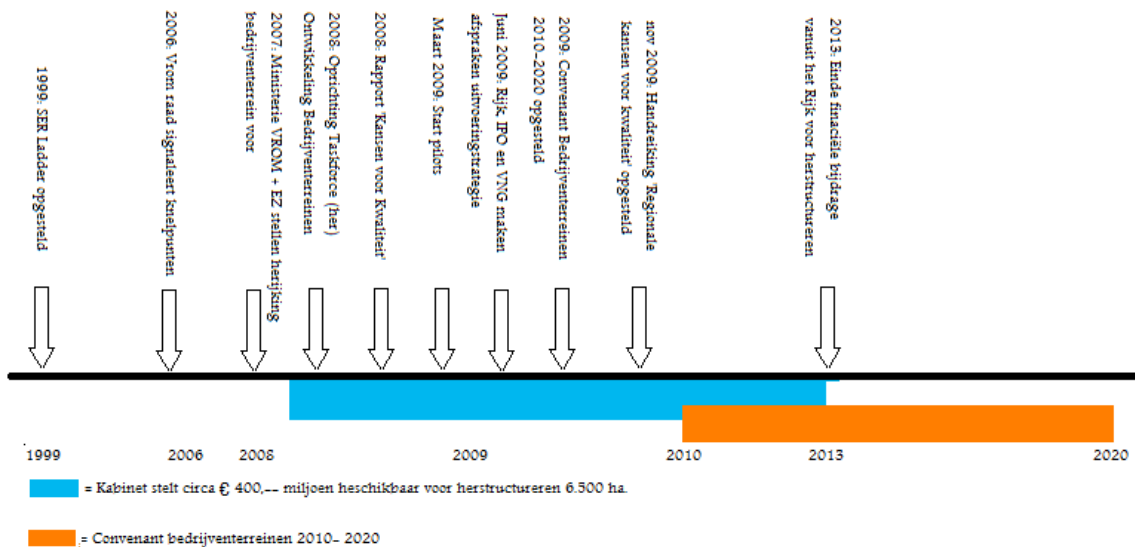 1999: SER Ladder opgesteld
2006: Vrom raad signaleert knelpunten
2007: Ministerie VROM + EZ stellen herijking
bedrijventerrein voor
2008: Oprichting Taskforce (her)
Ontwikkeling Bedrijventerreinen
2008: Rapport 'Kansen voor Kwaliteit'
Maart 2009: Start pilots
Juni 2009: Rijk, IPO en VNG maken
afspraken uitvoeringstrategie
2009: Convenant Bedrijventerreinen
2010-2020 opgesteld
nov 2009: Handreiking 'Regionale
kansen voor kwaliteit' opgesteld
2013: Einde finaciële bijdrage
vanuit het Rijk voor herstructureren
1999 2006 2008 2009 2010 2013 2020
= Kabinet stelt circa € 400,-- miljoen heschikbaar voor herstructureren 6.500 ha.
= Convenant bedrijventerreinen 2010- 2020